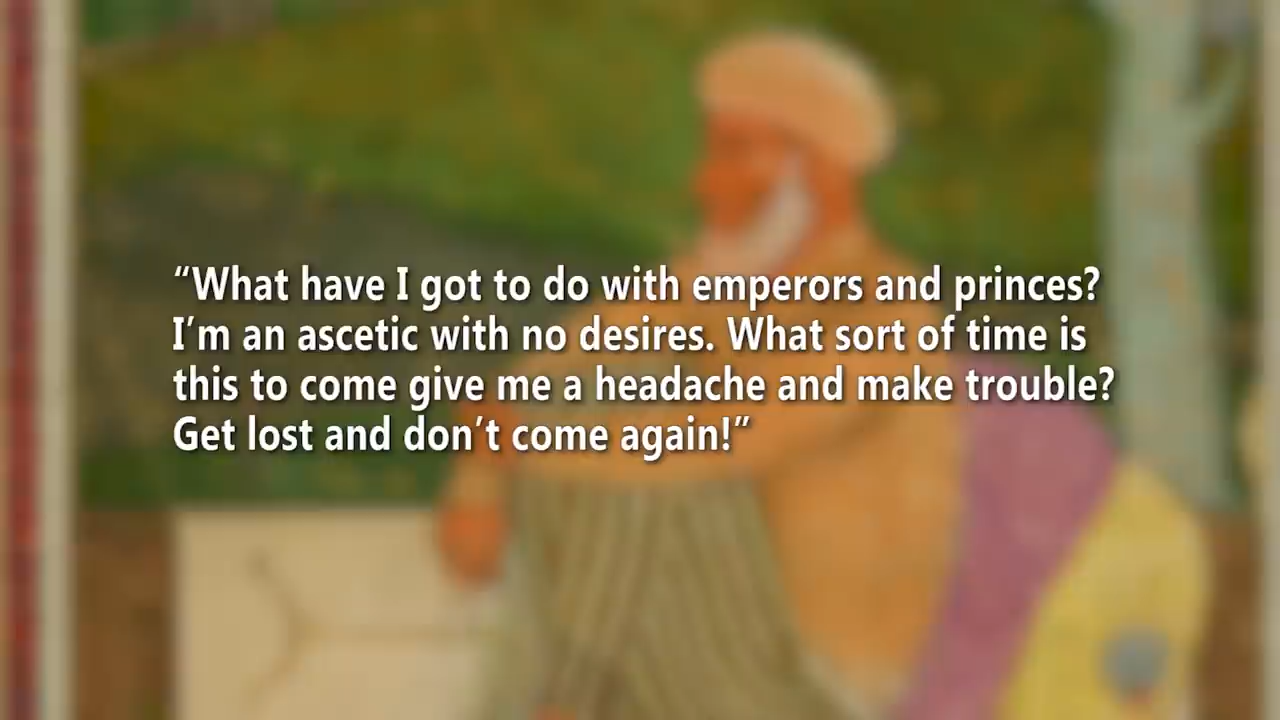 “What have I got to do with emperors and princes?
I’m an ascetic with no desires. What sort of time is
this to come give me a headache and make trouble?
Get lost and don’t come again!”